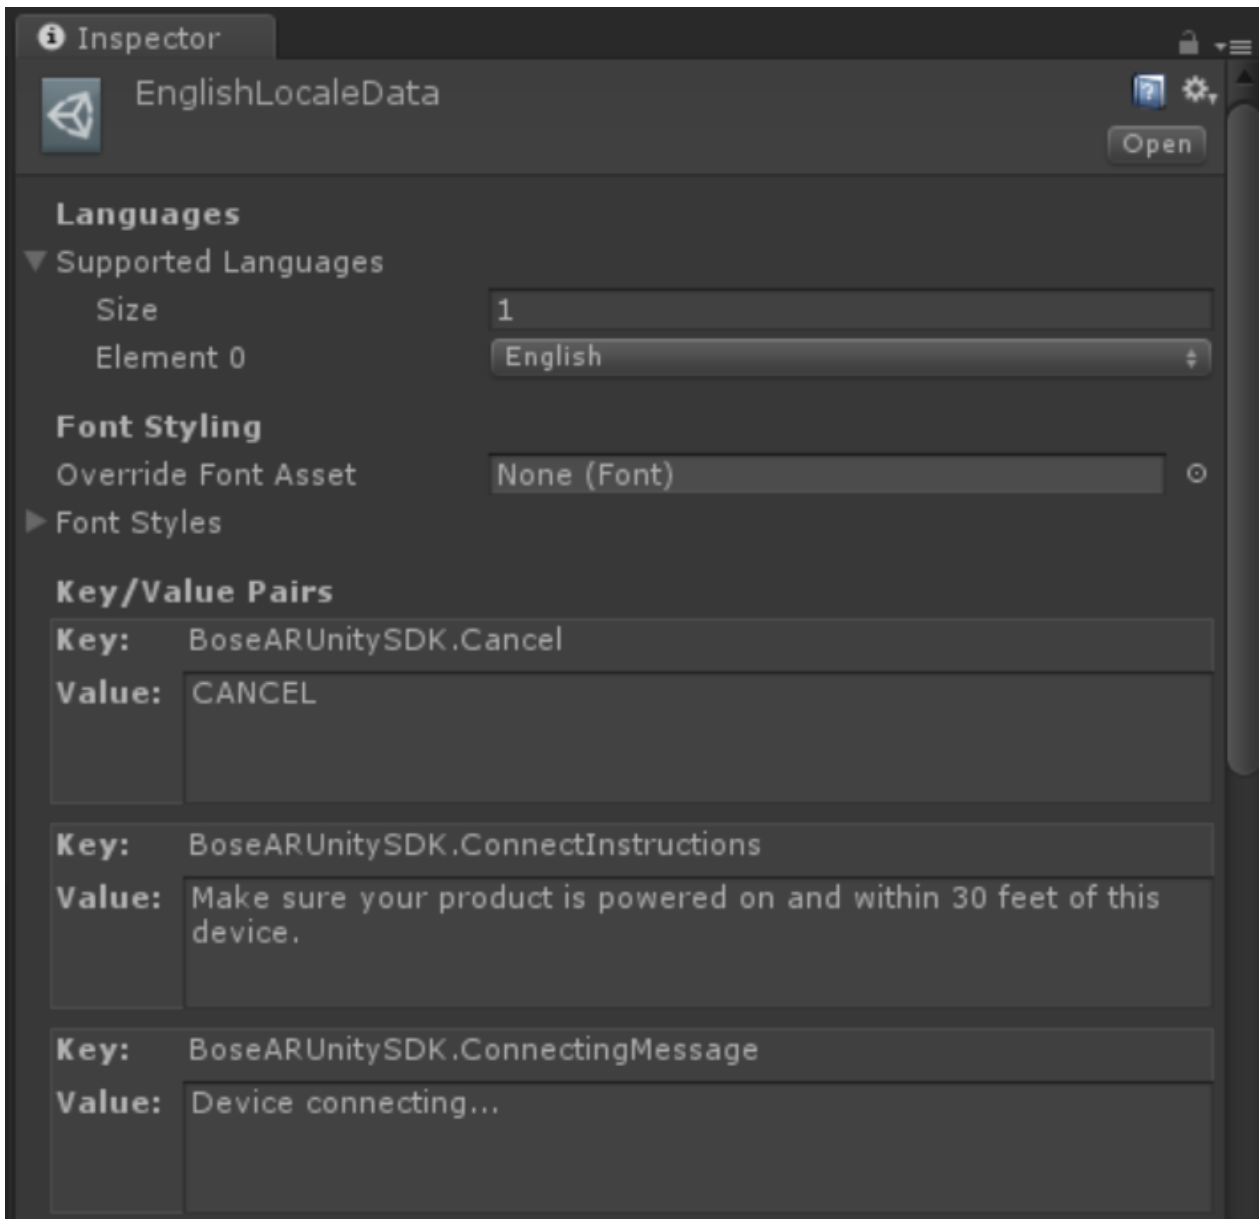 Inspector
EnglishLocaleData
Open
Languages
Supported Languages
Size 1
Element 0 English
Font Styling
Override Font Asset None (Font)
Font Styles
Key/Value Pairs
Key: BoseARUnitySDK.Cancel
Value: CANCEL
Key: BoseARUnitySDK.ConnectInstructions
Value: Make sure your product is powered on and within 30 feet of this
device.
Key: BoseARUnitySDK.ConnectingMessage
Value: Device connecting...